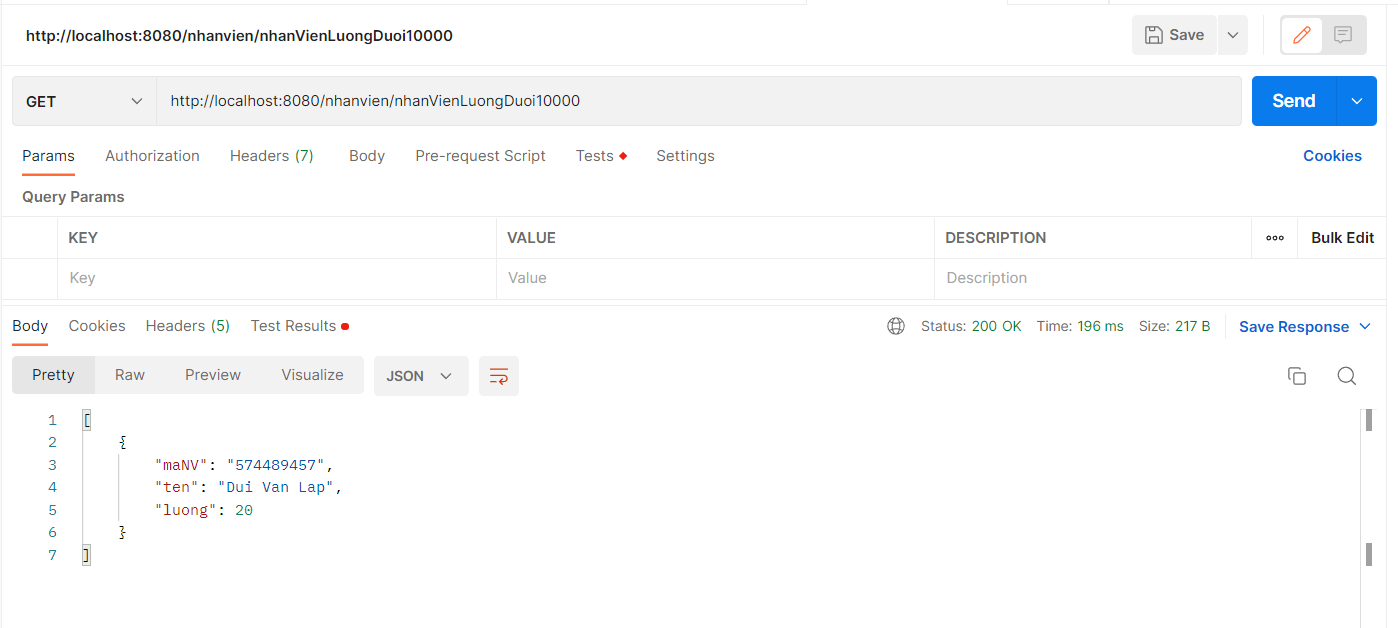 http://localhost:8080/nhanvien/nhanVienLuongDuoi10000 Save
GET http://localhost:8080/nhanvien/nhanVienLuongDuoi10000 Send
Params Authorization Headers (7) Body Pre-request Script Tests Settings Cookies
Query Params
KEY VALUE DESCRIPTION ooo Bulk Edit
Key Value Description
Body Cookies Headers (5) Test Results Status: 200 OK Time: 196 ms Size: 217 B Save Response
Pretty Raw Preview Visualize JSON
1 [
2 {
3 "maNV": "574489457",
4 "ten": "Dui Van Lap",
5 "luong": 20
6 }
7 ]